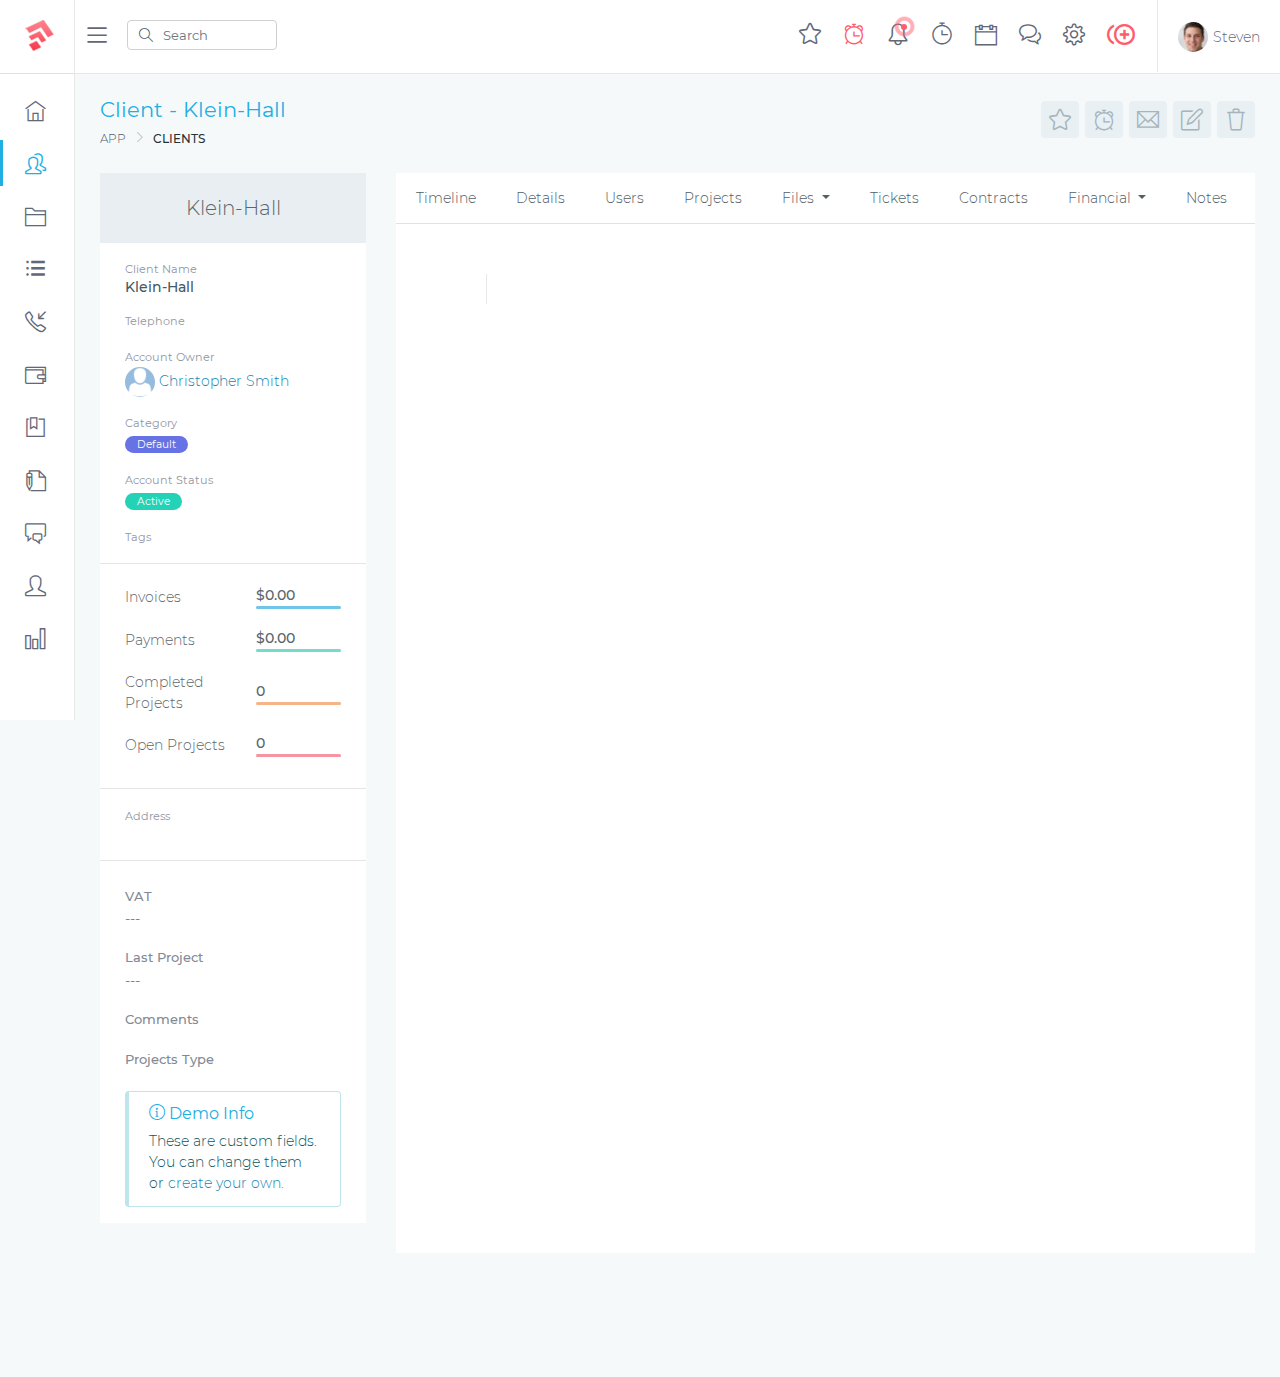 Search
Steven
Client - Klein-Hall
APP
CLIENTS
Klein-Hall
Client Name
Klein-Hall
Telephone
Account Owner
Christopher Smith
Category
Default
Account Status
Active
Tags
Invoices
$0.00
Payments
$0.00
Completed
Projects
0
Open Projects
0
Address
VAT
---
Last Project
---
Comments
Projects Type
Demo Info
These are custom fields.
You can change them
or create your own.
Timeline
Details
Users
Projects
Files
Tickets
Contracts
Financial
Notes